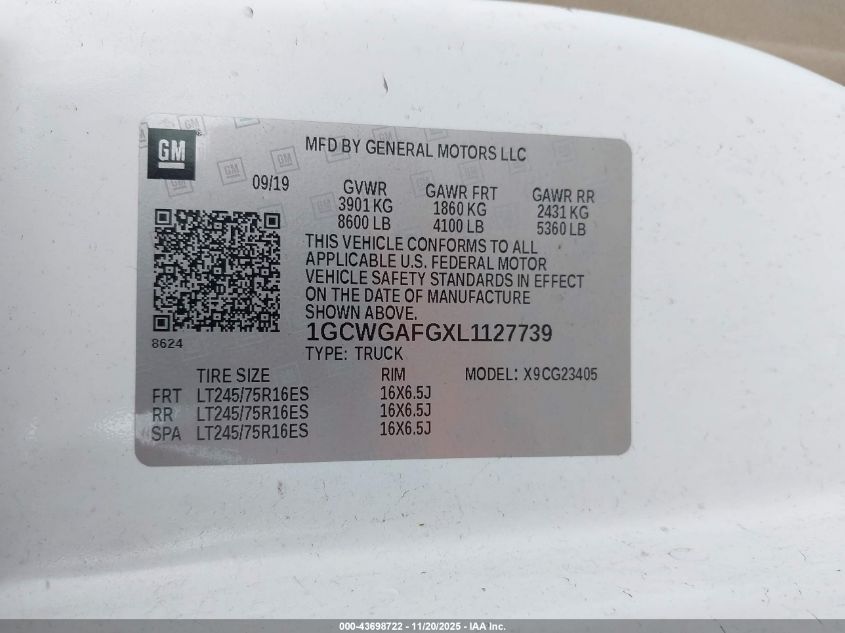 GM
MFD BY GENERAL MOTORS LLC
09/19
GVWR GAWR FRT GAWR RR
3901 KG 1860 KG 2431 KG
8600 LB 4100 LB 5360 LB
THIS VEHICLE CONFORMS TO ALL
APPLICABLE U.S. FEDERAL MOTOR
VEHICLE SAFETY STANDARDS IN EFFECT
ON THE DATE OF MANUFACTURE
SHOWN ABOVE.
1GCWGAFGXL1127739
8624
TYPE: TRUCK
TIRE SIZE RIM MODEL: X9CG23405
FRT LT245/75R16ES 16X6.5J
RR LT245/75R16ES 16X6.5J
SPA LT245/75R16ES 16X6.5J
000-43698722 - 11/20/2025 - IAA Inc.